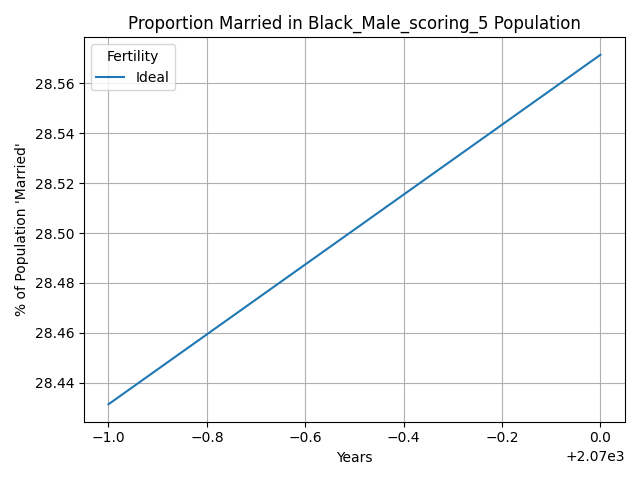 Proportion Married in Black_Male_scoring_5 Population
Fertility
Ideal
% of Population 'Married'
28.56
28.54
28.52
28.50
28.48
28.46
28.44
−1.0 −0.8 −0.6 −0.4 −0.2 0.0
Years
+2.07e3